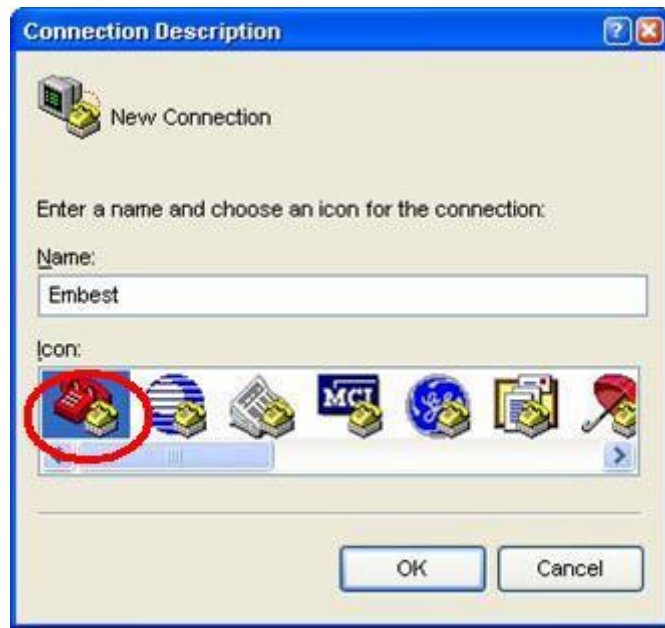 Connection Description
New Connection
Enter a name and choose an icon for the connection:
Name:
Embest
Icon:
MCI
OK
Cancel